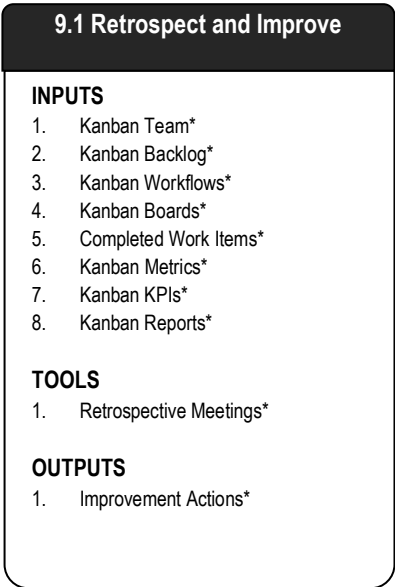 9.1 Retrospect and Improve
INPUTS
1. Kanban Team*
2. Kanban Backlog*
3. Kanban Workflows*
4. Kanban Boards*
5. Completed Work Items*
6. Kanban Metrics*
7. Kanban KPIs*
8. Kanban Reports*
TOOLS
1. Retrospective Meetings*
OUTPUTS
1. Improvement Actions*